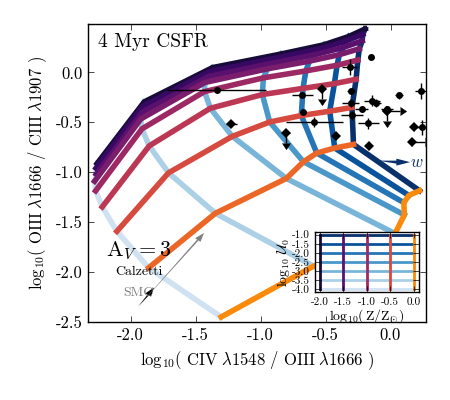 4 Myr CSFR
log₁₀( OIII λ1666 / CIII λ1907 )
0.0
-0.5
-1.0
-1.5
-2.0
-2.5
w
A_V = 3
Calzetti
SMC
log₁₀ U₀
-1.0
-1.5
-2.0
-2.5
-3.0
-3.5
-4.0
-2.0 -1.5 -1.0 -0.5 0.0
log₁₀( Z/Z☉)
-2.0 -1.5 -1.0 -0.5 0.0
log₁₀( CIV λ1548 / OIII λ1666 )